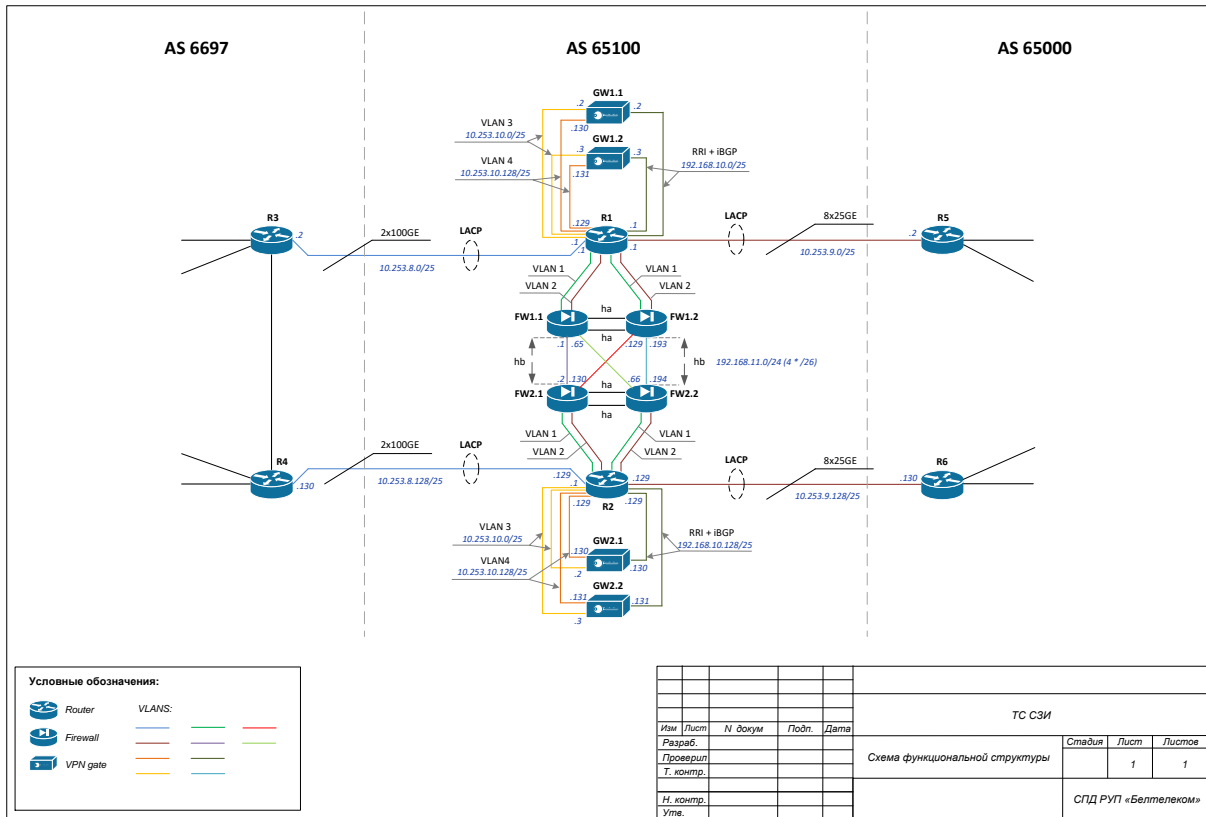 AS 6697
AS 65100
AS 65000
GW1.1
.2
.2
VLAN 3
10.253.10.0/25
.130
GW1.2
.3
.3
VLAN 4
10.253.10.128/25
.131
RRI + iBGP
192.168.10.0/25
R3
.2
2x100GE
LACP
10.253.8.0/25
.129
R1
.1
.1
.1
.1
LACP
8x25GE
10.253.9.0/25
R5
.2
VLAN 1
VLAN 2
VLAN 1
VLAN 2
FW1.1
ha
ha
FW1.2
.1
.65
.129
.193
hb
hb
192.168.11.0/24 (4 * /26)
.2
.130
.66
.194
FW2.1
ha
ha
FW2.2
VLAN 1
VLAN 2
VLAN 1
VLAN 2
R4
.130
2x100GE
LACP
10.253.8.128/25
.129
.1
.129
.129
.129
R2
LACP
8x25GE
10.253.9.128/25
R6
.130
VLAN 3
10.253.10.0/25
VLAN4
10.253.10.128/25
.130
GW2.1
.2
.130
RRI + iBGP
192.168.10.128/25
GW2.2
.131
.131
.3
Условные обозначения:
Router
VLANS:
Firewall
VPN gate
Изм Лист N докум Подп. Дата
Разраб.
Проверил
Т. контр.
Н. контр.
Утв.
ТС СЗИ
Схема функциональной структуры
Стадия Лист Листов
1 1
СПД РУП «Белтелеком»